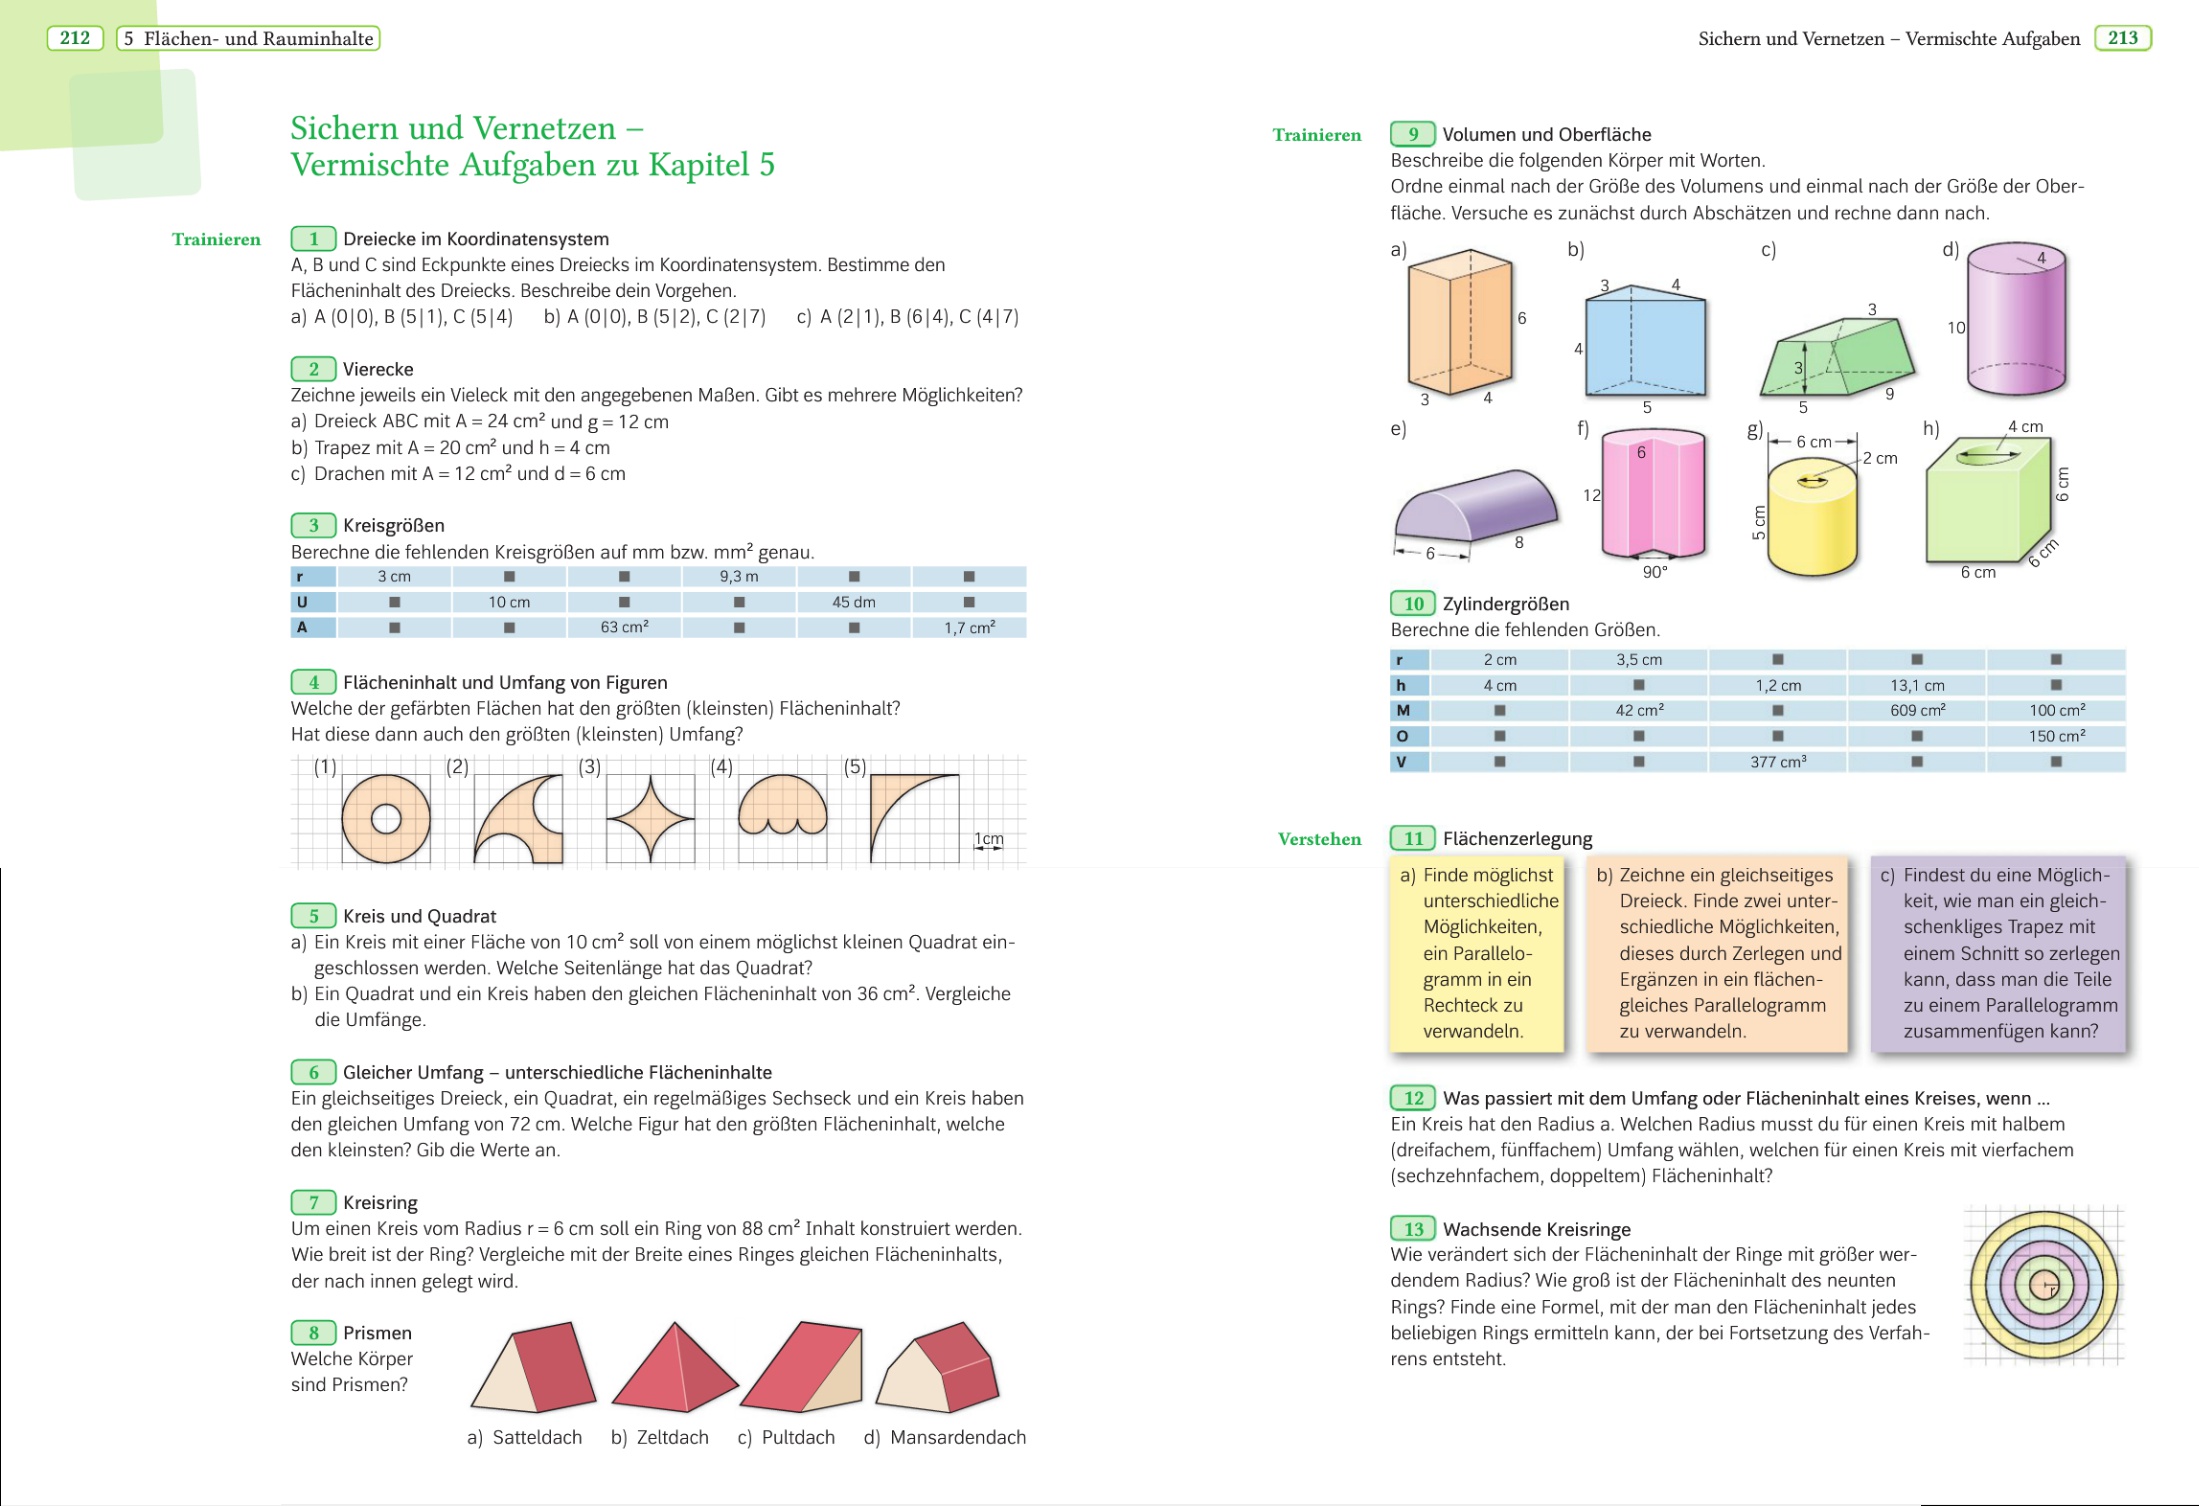 212 5 Flächen- und Rauminhalte
Sichern und Vernetzen –
Vermischte Aufgaben zu Kapitel 5
Trainieren
1 Dreiecke im Koordinatensystem
A, B und C sind Eckpunkte eines Dreiecks im Koordinatensystem. Bestimme den
Flächeninhalt des Dreiecks. Beschreibe dein Vorgehen.
a) A (0|0), B (5|1), C (5|4) b) A (0|0), B (5|2), C (2|7) c) A (2|1), B (6|4), C (4|7)
2 Vierecke
Zeichne jeweils ein Vieleck mit den angegebenen Maßen. Gibt es mehrere Möglichkeiten?
a) Dreieck ABC mit A = 24 cm² und g = 12 cm
b) Trapez mit A = 20 cm² und h = 4 cm
c) Drachen mit A = 12 cm² und d = 6 cm
3 Kreisgrößen
Berechne die fehlenden Kreisgrößen auf mm bzw. mm² genau.
r 3 cm ■ ■ 9,3 m ■ ■
U ■ 10 cm ■ ■ 45 dm ■
A ■ ■ 63 cm² ■ ■ 1,7 cm²
4 Flächeninhalt und Umfang von Figuren
Welche der gefärbten Flächen hat den größten (kleinsten) Flächeninhalt?
Hat diese dann auch den größten (kleinsten) Umfang?
(1) (2) (3) (4) (5)
1cm
5 Kreis und Quadrat
a) Ein Kreis mit einer Fläche von 10 cm² soll von einem möglichst kleinen Quadrat ein-
geschlossen werden. Welche Seitenlänge hat das Quadrat?
b) Ein Quadrat und ein Kreis haben den gleichen Flächeninhalt von 36 cm². Vergleiche
die Umfänge.
6 Gleicher Umfang – unterschiedliche Flächeninhalte
Ein gleichseitiges Dreieck, ein Quadrat, ein regelmäßiges Sechseck und ein Kreis haben
den gleichen Umfang von 72 cm. Welche Figur hat den größten Flächeninhalt, welche
den kleinsten? Gib die Werte an.
7 Kreisring
Um einen Kreis vom Radius r = 6 cm soll ein Ring von 88 cm² Inhalt konstruiert werden.
Wie breit ist der Ring? Vergleiche mit der Breite eines Ringes gleichen Flächeninhalts,
der nach innen gelegt wird.
8 Prismen
Welche Körper
sind Prismen?
a) Satteldach b) Zeltdach c) Pultdach d) Mansardendach
Sichern und Vernetzen – Vermischte Aufgaben 213
Trainieren
9 Volumen und Oberfläche
Beschreibe die folgenden Körper mit Worten.
Ordne einmal nach der Größe des Volumens und einmal nach der Größe der Ober-
fläche. Versuche es zunächst durch Abschätzen und rechne dann nach.
a) 6 3 4
b) 3 4 4 5
c) 3 3 5 9
d) 4 10
e) 6 8
f) 6 12 90°
g) 6 cm 2 cm 5 cm
h) 4 cm 6 cm 6 cm 6 cm
10 Zylindergrößen
Berechne die fehlenden Größen.
r 2 cm 3,5 cm ■ ■ ■
h 4 cm ■ 1,2 cm 13,1 cm ■
M ■ 42 cm² ■ 609 cm² 100 cm²
O ■ ■ ■ ■ 150 cm²
V ■ ■ 377 cm³ ■ ■
Verstehen
11 Flächenzerlegung
a) Finde möglichst
unterschiedliche
Möglichkeiten,
ein Parallelo-
gramm in ein
Rechteck zu
verwandeln.
b) Zeichne ein gleichseitiges
Dreieck. Finde zwei unter-
schiedliche Möglichkeiten,
dieses durch Zerlegen und
Ergänzen in ein flächen-
gleiches Parallelogramm
zu verwandeln.
c) Findest du eine Möglich-
keit, wie man ein gleich-
schenkliges Trapez mit
einem Schnitt so zerlegen
kann, dass man die Teile
zu einem Parallelogramm
zusammenfügen kann?
12 Was passiert mit dem Umfang oder Flächeninhalt eines Kreises, wenn ...
Ein Kreis hat den Radius a. Welchen Radius musst du für einen Kreis mit halbem
(dreifachem, fünffachem) Umfang wählen, welchen für einen Kreis mit vierfachem
(sechzehnfachem, doppeltem) Flächeninhalt?
13 Wachsende Kreisringe
Wie verändert sich der Flächeninhalt der Ringe mit größer wer-
dendem Radius? Wie groß ist der Flächeninhalt des neunten
Rings? Finde eine Formel, mit der man den Flächeninhalt jedes
beliebigen Rings ermitteln kann, der bei Fortsetzung des Verfah-
rens entsteht.
r